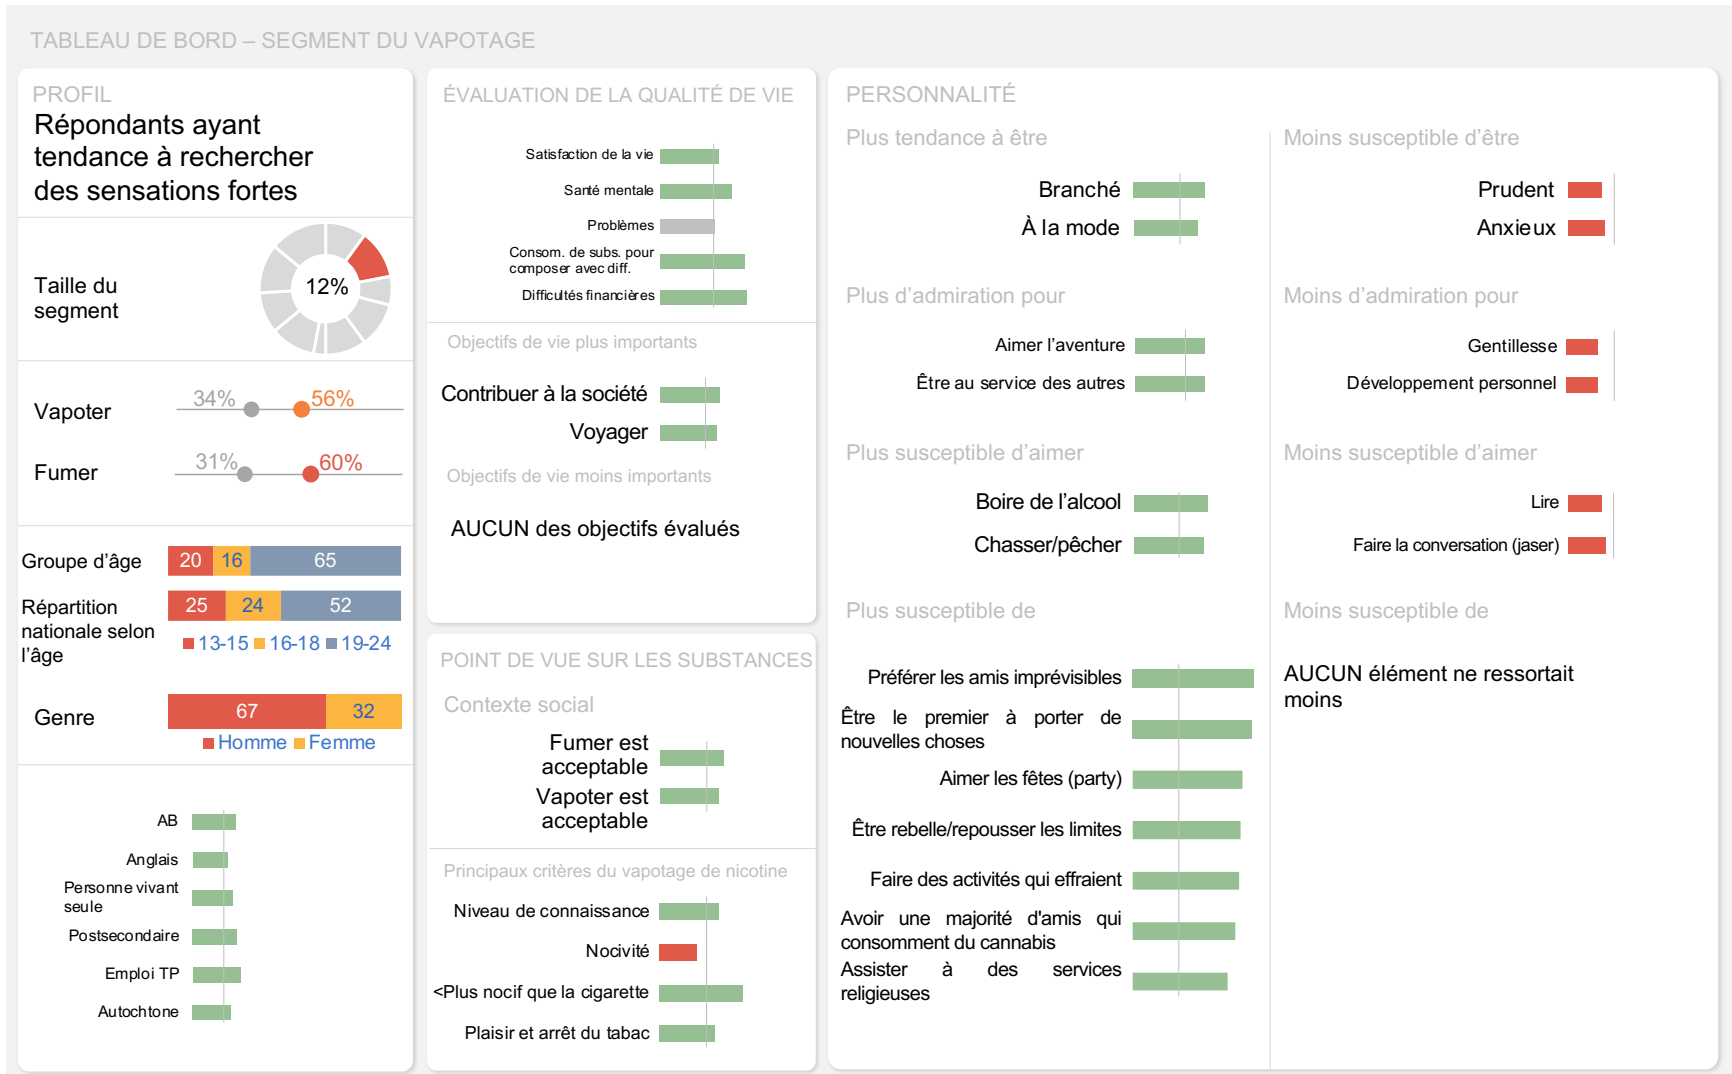 TABLEAU DE BORD – SEGMENT DU VAPOTAGE
PROFIL
Répondants ayant
tendance à rechercher
des sensations fortes
Taille du
segment
12%
Vapoter
34%
56%
Fumer
31%
60%
Groupe d’âge
20
16
65
Répartition
nationale selon
l’âge
25
24
52
13-15
16-18
19-24
Genre
67
32
Homme
Femme
AB
Anglais
Personne vivant
seule
Postsecondaire
Emploi TP
Autochtone
ÉVALUATION DE LA QUALITÉ DE VIE
Satisfaction de la vie
Santé mentale
Problèmes
Consom. de subs. pour
composer avec diff.
Difficultés financières
Objectifs de vie plus importants
Contribuer à la société
Voyager
Objectifs de vie moins importants
AUCUN des objectifs évalués
POINT DE VUE SUR LES SUBSTANCES
Contexte social
Fumer est
acceptable
Vapoter est
acceptable
Principaux critères du vapotage de nicotine
Niveau de connaissance
Nocivité
<Plus nocif que la cigarette
Plaisir et arrêt du tabac
PERSONNALITÉ
Plus tendance à être
Branché
À la mode
Plus d’admiration pour
Aimer l’aventure
Être au service des autres
Plus susceptible d’aimer
Boire de l’alcool
Chasser/pêcher
Plus susceptible de
Préférer les amis imprévisibles
Être le premier à porter de
nouvelles choses
Aimer les fêtes (party)
Être rebelle/repousser les limites
Faire des activités qui effraient
Avoir une majorité d'amis qui
consomment du cannabis
Assister à des services
religieuses
Moins susceptible d’être
Prudent
Anxieux
Moins d’admiration pour
Gentillesse
Développement personnel
Moins susceptible d’aimer
Lire
Faire la conversation (jaser)
Moins susceptible de
AUCUN élément ne ressortait
moins